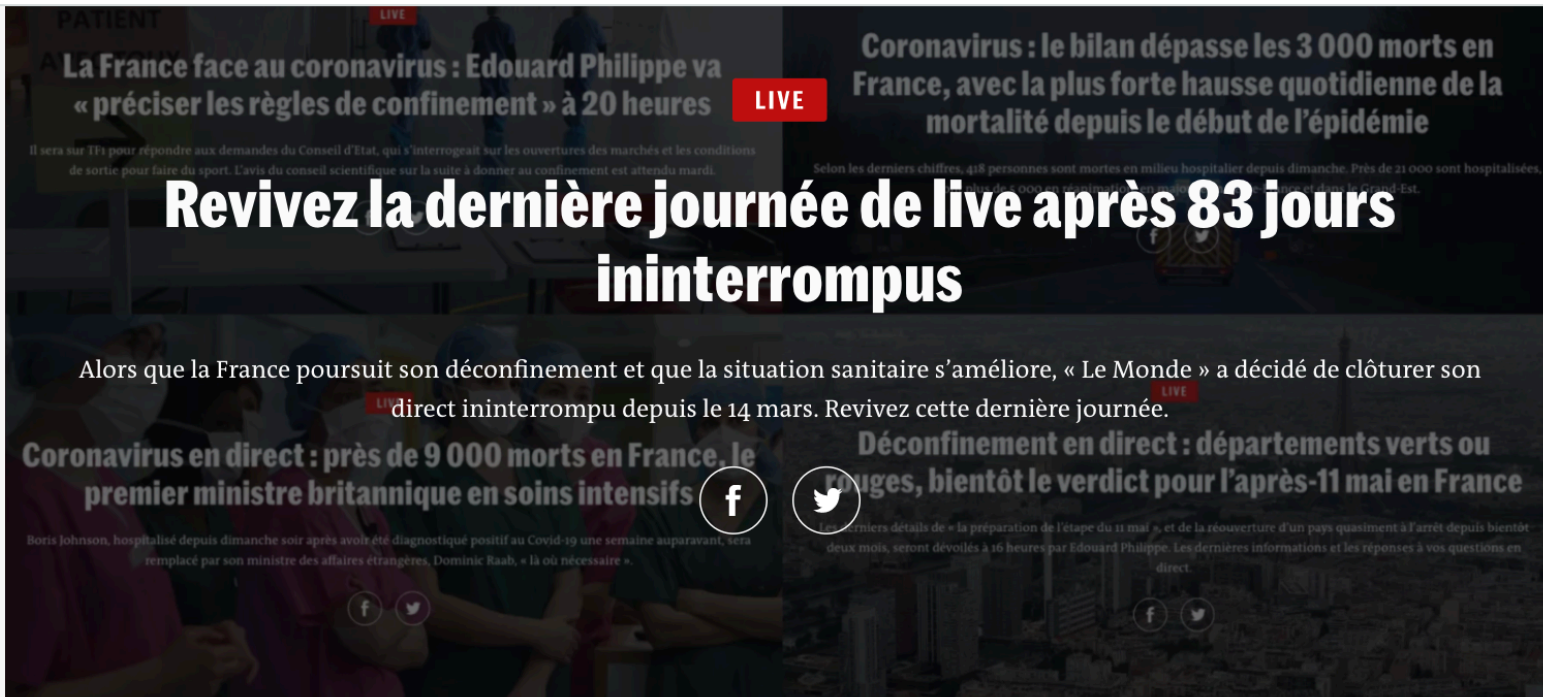 PATIENT
LIVE
La France face au coronavirus : Edouard Philippe va
« préciser les règles de confinement » à 20 heures
Il sera sur TF1 pour répondre aux demandes du Conseil d'Etat, qui s'interrogeait sur les ouvertures des marchés et les conditions
de sortie pour faire du sport. L'avis du conseil scientifique sur la suite à donner au confinement est attendu mardi.
Coronavirus : le bilan dépasse les 3 000 morts en
France, avec la plus forte hausse quotidienne de la
mortalité depuis le début de l'épidémie
Selon les derniers chiffres, 418 personnes sont mortes en milieu hospitalier depuis dimanche. Près de 21 000 sont hospitalisées,
plus de 5 000 en réanimation, en et dans le Grand-Est.
LIVE
Revivez la dernière journée de live après 83 jours
ininterrompus
Alors que la France poursuit son déconfinement et que la situation sanitaire s'améliore, « Le Monde » a décidé de clôturer son
direct ininterrompu depuis le 14 mars. Revivez cette dernière journée.
LIVE
Coronavirus en direct : près de 9 000 morts en France, le
premier ministre britannique en soins intensifs
Boris Johnson, hospitalisé depuis dimanche soir après avoir été diagnostiqué positif au Covid-19 une semaine auparavant, sera
remplacé par son ministre des affaires étrangères, Dominic Raab, « là où nécessaire ».
LIVE
Déconfinement en direct : départements verts ou
rouges, bientôt le verdict pour l'après-11 mai en France
Les derniers détails de « la préparation de l'étape du 11 mai », et de la réouverture d'un pays quasiment à l'arrêt depuis bientôt
deux mois, seront dévoilés à 16 heures par Edouard Philippe. Les dernières informations et les réponses à vos questions en
direct.